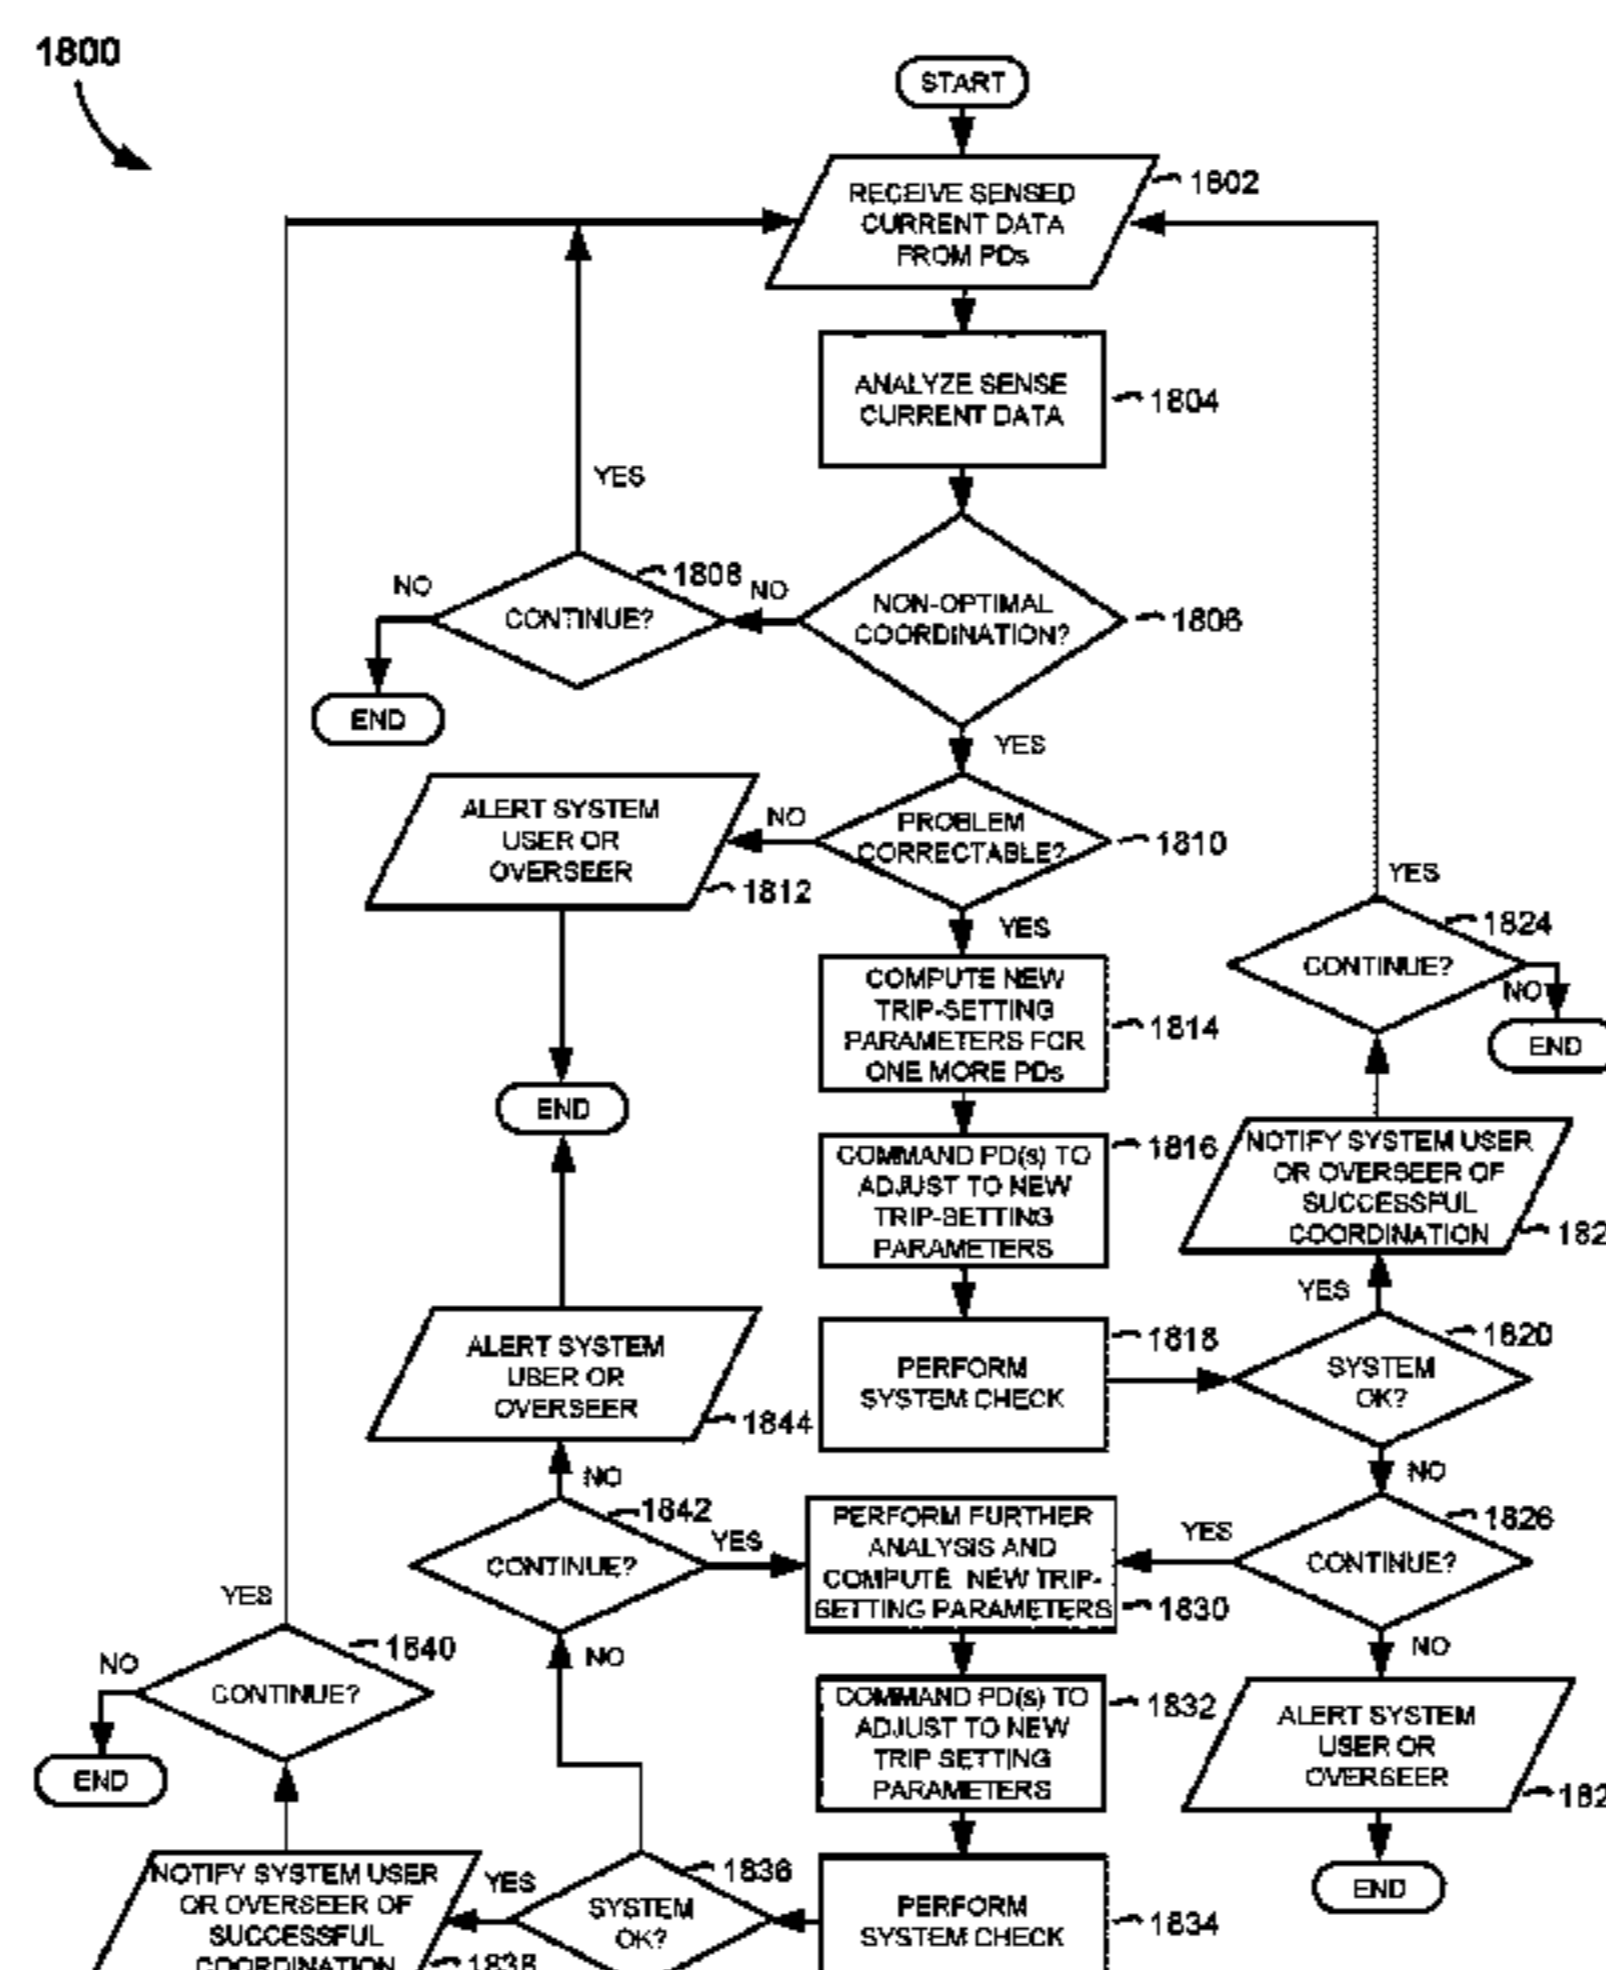 1800
START
RECEIVE SENSED
CURRENT DATA
FROM PDs
1802
ANALYZE SENSE
CURRENT DATA
1804
YES
NO
CONTINUE?
1808
NO
NON-OPTIMAL
COORDINATION?
1806
END
YES
ALERT SYSTEM
USER OR
OVERSEER
1812
NO
PROBLEM
CORRECTABLE?
1810
YES
YES
1824
CONTINUE?
NO
END
COMPUTE NEW
TRIP-SETTING
PARAMETERS FOR
ONE MORE PDs
1814
END
COMMAND PD(s) TO
ADJUST TO NEW
TRIP-SETTING
PARAMETERS
1816
NOTIFY SYSTEM USER
OR OVERSEER OF
SUCCESSFUL
COORDINATION
182
YES
ALERT SYSTEM
USER OR
OVERSEER
1844
PERFORM
SYSTEM CHECK
1818
1820
SYSTEM
OK?
NO
NO
1842
CONTINUE?
YES
PERFORM FURTHER
ANALYSIS AND
COMPUTE NEW TRIP-
SETTING PARAMETERS
1830
YES
1826
CONTINUE?
NO
NO
YES
1840
NO
CONTINUE?
END
COMMAND PD(s) TO
ADJUST TO NEW
TRIP SETTING
PARAMETERS
1832
ALERT SYSTEM
USER OR
OVERSEER
182
END
NOTIFY SYSTEM USER
OR OVERSEER OF
SUCCESSFUL
COORDINATION
1838
YES
1836
SYSTEM
OK?
PERFORM
SYSTEM CHECK
1834